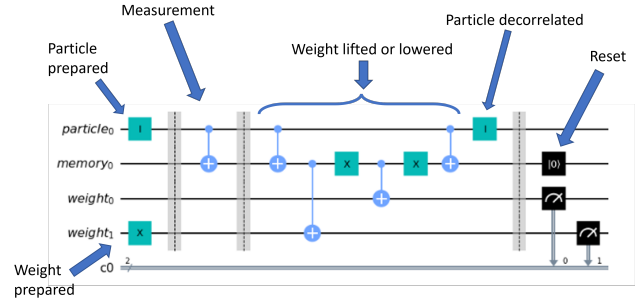 Measurement
Particle decorrelated
Particle
prepared
Weight lifted or lowered
Reset
particle₀
I
I
memory₀
X
X
|0⟩
weight₀
weight₁
X
Weight
prepared
c0
2
0
1